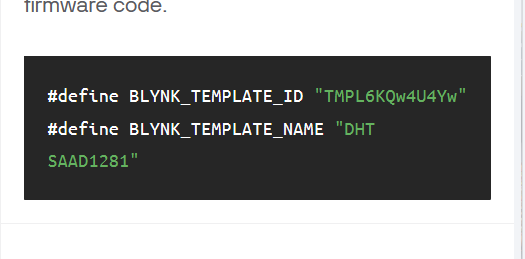 firmware code.
#define BLYNK_TEMPLATE_ID "TMPL6KQw4U4Yw"
#define BLYNK_TEMPLATE_NAME "DHT
SAAD1281"